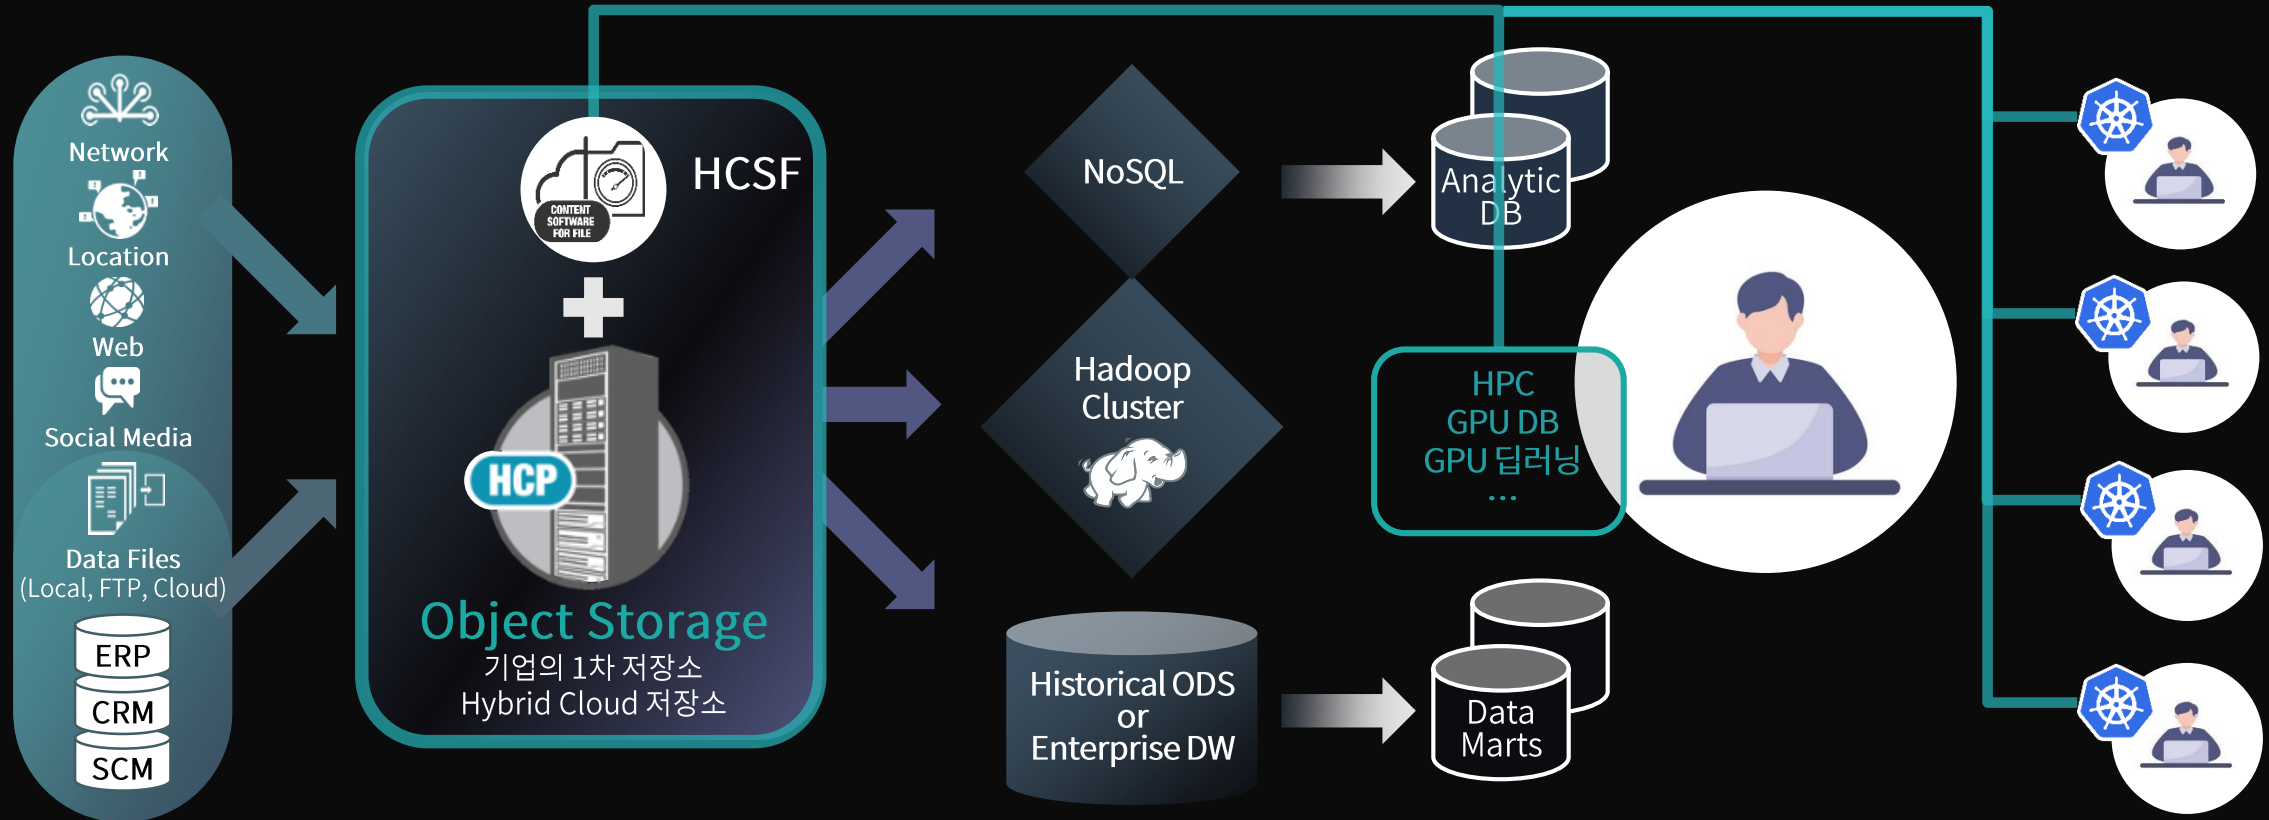 Network
Location
Web
Social Media
Data Files
(Local, FTP, Cloud)
ERP
CRM
SCM
HCSF
CONTENT
SOFTWARE
FOR FILE
HCP
Object Storage
기업의 1차 저장소
Hybrid Cloud 저장소
NoSQL
Hadoop
Cluster
Historical ODS
or
Enterprise DW
Analytic
DB
HPC
GPU DB
GPU 딥러닝
...
Data
Marts